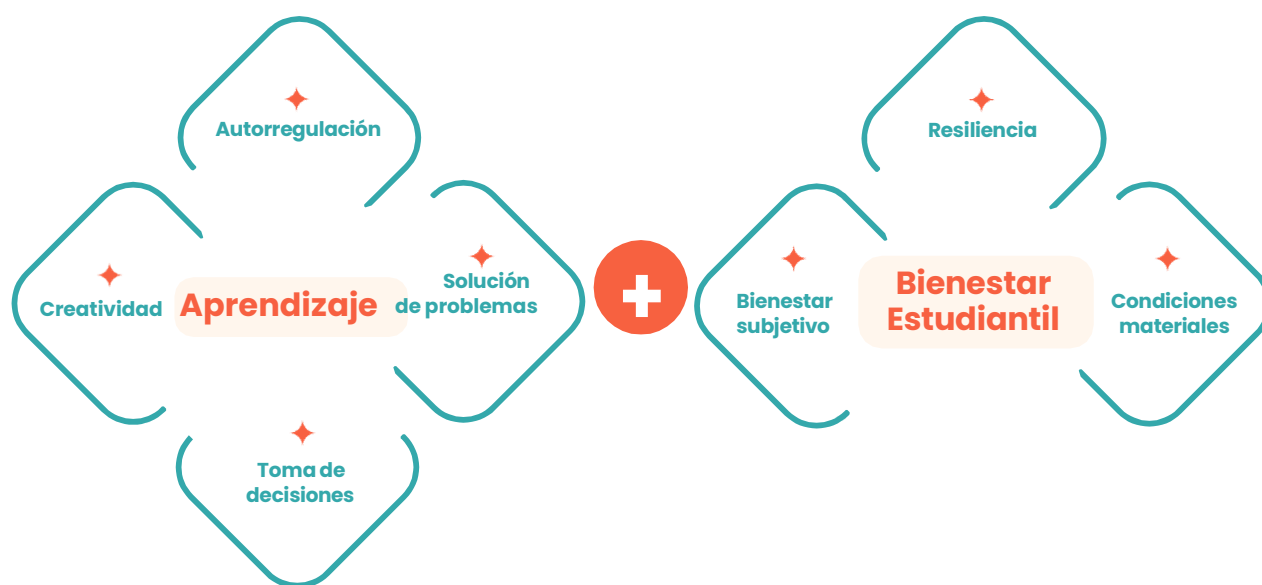 Autorregulación
Creatividad
Aprendizaje
Solución
de problemas
Toma de
decisiones
+
Resiliencia
Bienestar
subjetivo
Bienestar
Estudiantil
Condiciones
materiales